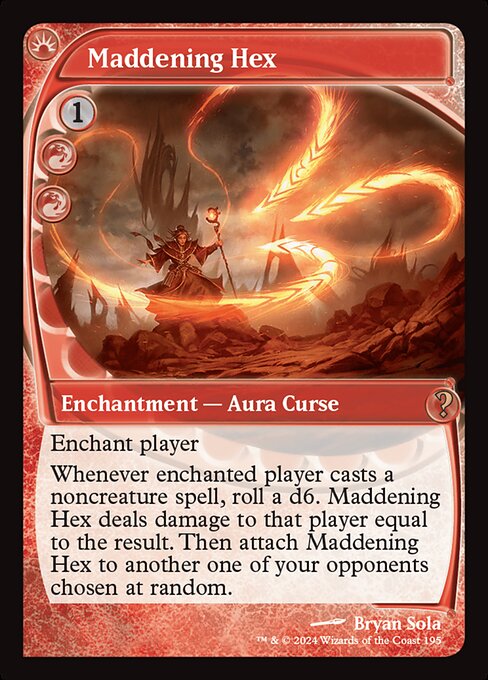 Maddening Hex
1
Enchantment — Aura Curse
Enchant player
Whenever enchanted player casts a
noncreature spell, roll a d6. Maddening
Hex deals damage to that player equal
to the result. Then attach Maddening
Hex to another one of your opponents
chosen at random.
Bryan Sola
™ & © 2024 Wizards of the Coast 195